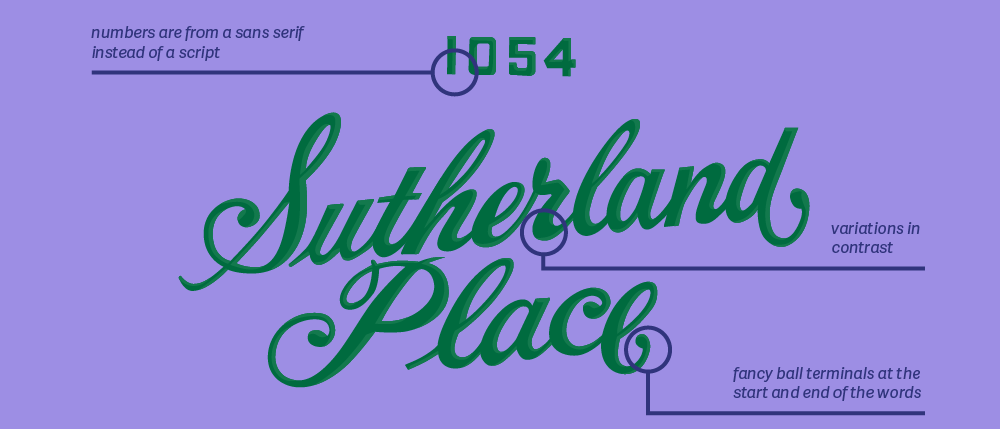 numbers are from a sans serif
instead of a script
1054
Sutherland
Place
variations in
contrast
fancy ball terminals at the
start and end of the words